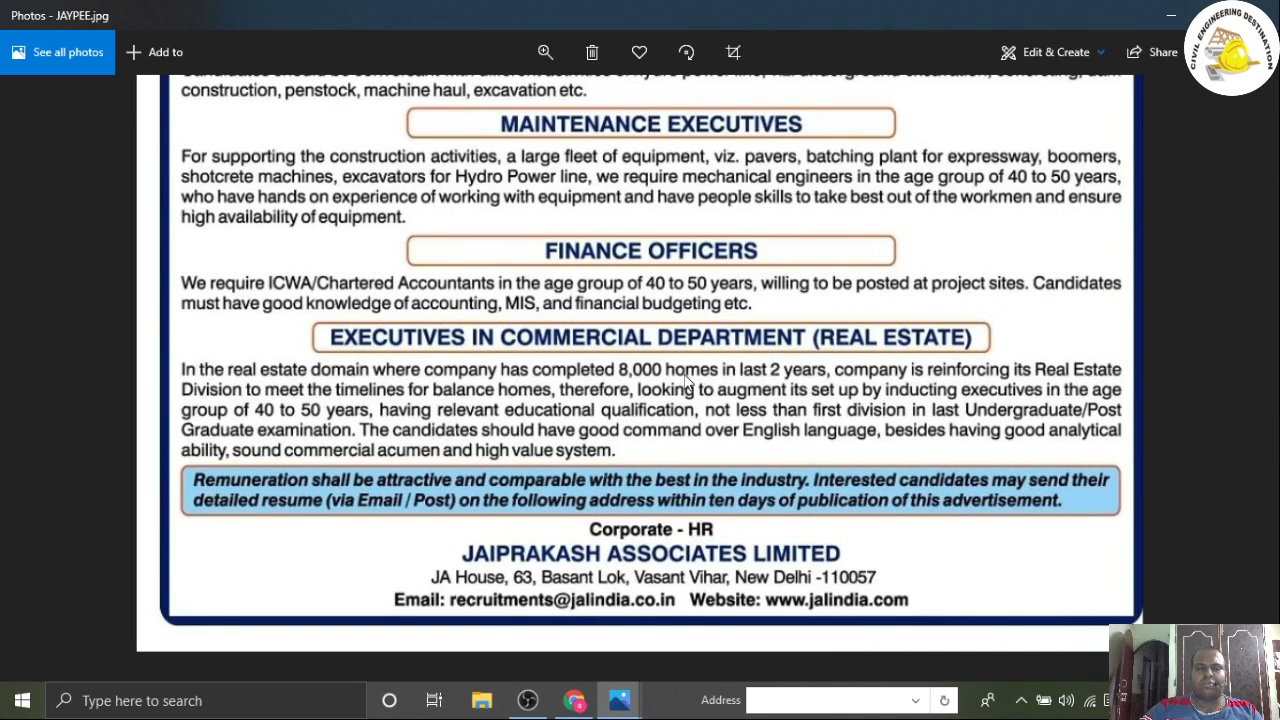 Photos - JAYPEE.jpg
See all photos
Add to
Edit & Create
Share
CIVIL ENGINEERING DESTINATION
construction, penstock, machine haul, excavation etc.
MAINTENANCE EXECUTIVES
For supporting the construction activities, a large fleet of equipment, viz. pavers, batching plant for expressway, boomers,
shotcrete machines, excavators for Hydro Power line, we require mechanical engineers in the age group of 40 to 50 years,
who have hands on experience of working with equipment and have people skills to take best out of the workmen and ensure
high availability of equipment.
FINANCE OFFICERS
We require ICWA/Chartered Accountants in the age group of 40 to 50 years, willing to be posted at project sites. Candidates
must have good knowledge of accounting, MIS, and financial budgeting etc.
EXECUTIVES IN COMMERCIAL DEPARTMENT (REAL ESTATE)
In the real estate domain where company has completed 8,000 homes in last 2 years, company is reinforcing its Real Estate
Division to meet the timelines for balance homes, therefore, looking to augment its set up by inducting executives in the age
group of 40 to 50 years, having relevant educational qualification, not less than first division in last Undergraduate/Post
Graduate examination. The candidates should have good command over English language, besides having good analytical
ability, sound commercial acumen and high value system.
Remuneration shall be attractive and comparable with the best in the industry. Interested candidates may send their
detailed resume (via Email / Post) on the following address within ten days of publication of this advertisement.
Corporate - HR
JAIPRAKASH ASSOCIATES LIMITED
JA House, 63, Basant Lok, Vasant Vihar, New Delhi -110057
Email: recruitments@jalindia.co.in Website: www.jalindia.com
Type here to search
Address